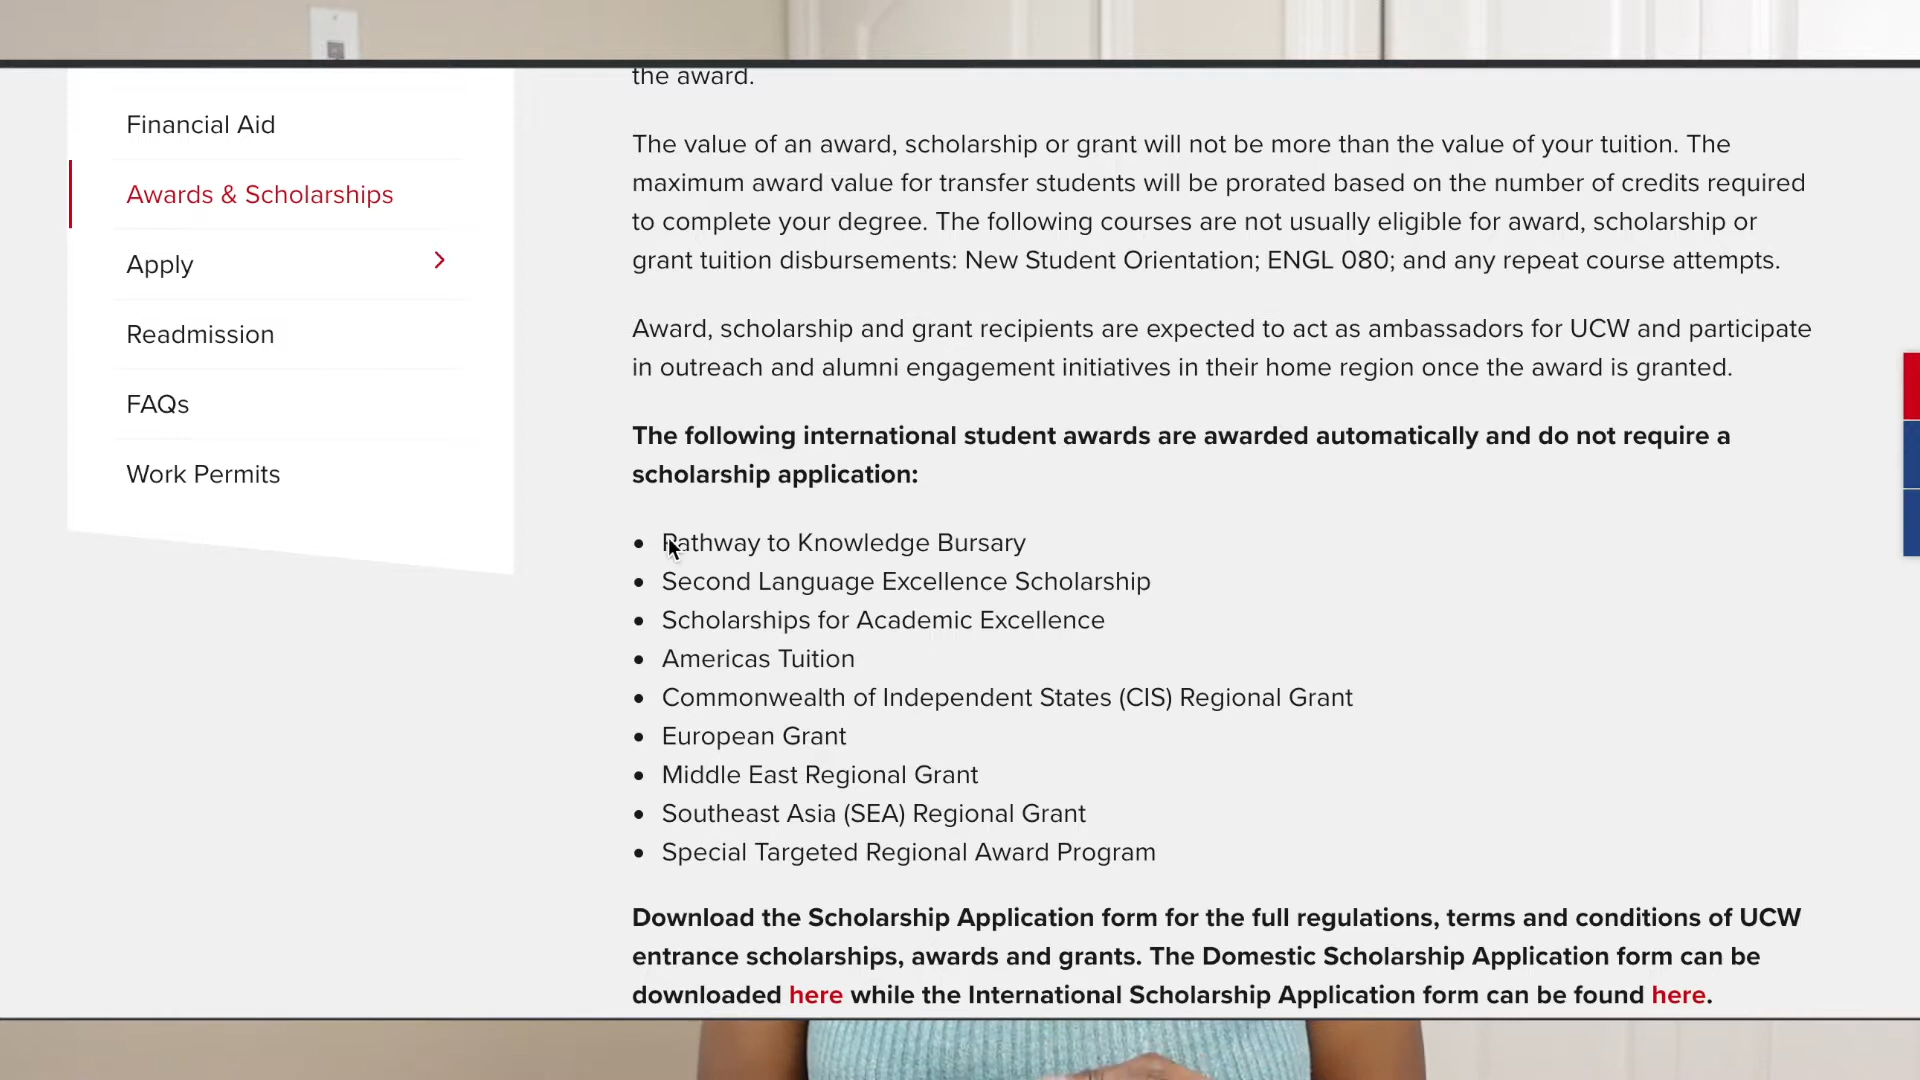 the award.
Financial Aid
Awards & Scholarships
Apply
Readmission
FAQs
Work Permits
The value of an award, scholarship or grant will not be more than the value of your tuition. The
maximum award value for transfer students will be prorated based on the number of credits required
to complete your degree. The following courses are not usually eligible for award, scholarship or
grant tuition disbursements: New Student Orientation; ENGL 080; and any repeat course attempts.
Award, scholarship and grant recipients are expected to act as ambassadors for UCW and participate
in outreach and alumni engagement initiatives in their home region once the award is granted.
The following international student awards are awarded automatically and do not require a
scholarship application:
• Pathway to Knowledge Bursary
• Second Language Excellence Scholarship
• Scholarships for Academic Excellence
• Americas Tuition
• Commonwealth of Independent States (CIS) Regional Grant
• European Grant
• Middle East Regional Grant
• Southeast Asia (SEA) Regional Grant
• Special Targeted Regional Award Program
Download the Scholarship Application form for the full regulations, terms and conditions of UCW
entrance scholarships, awards and grants. The Domestic Scholarship Application form can be
downloaded here while the International Scholarship Application form can be found here.